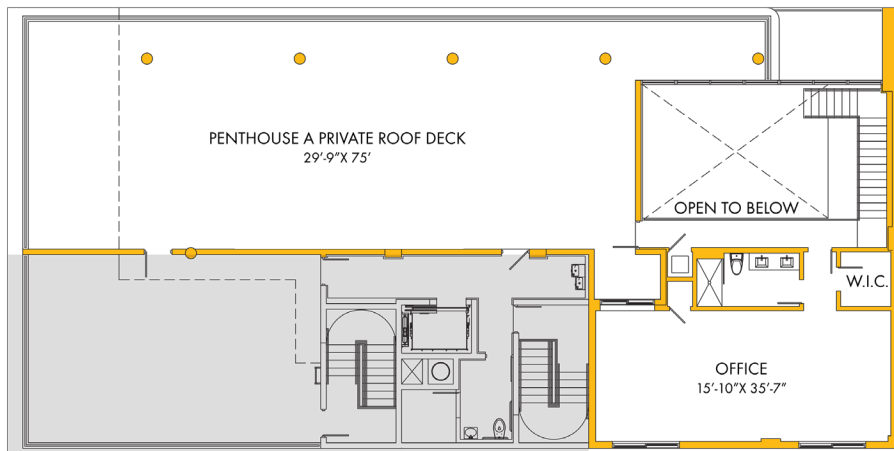 PENTHOUSE A PRIVATE ROOF DECK
29'-9"X 75'
OPEN TO BELOW
W.I.C.
OFFICE
15'-10"X 35'-7"